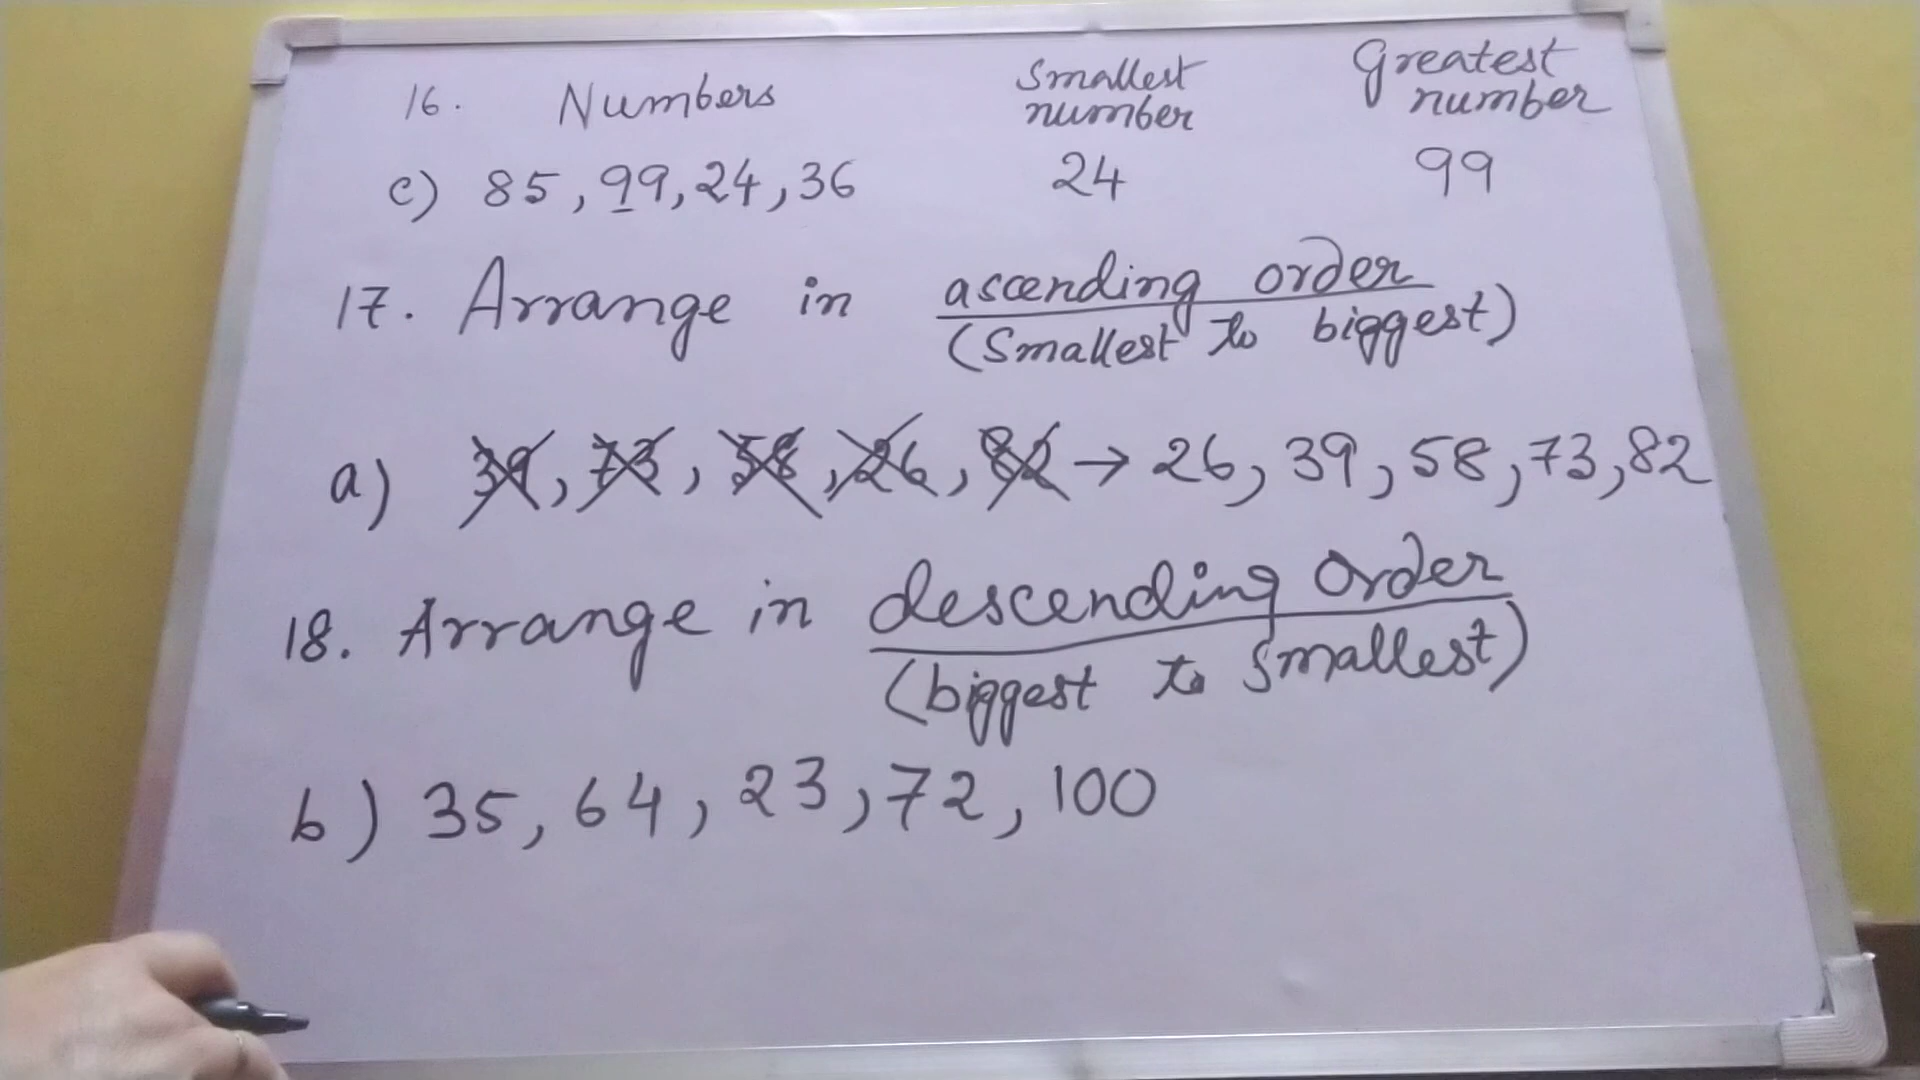 16. Numbers Smallest number Greatest number
c) 85, 99, 24, 36 24 99
17. Arrange in ascending order
(Smallest to biggest)
a) 39, 73, 58, 26, 82 → 26, 39, 58, 73, 82
18. Arrange in descending order
(biggest to smallest)
b) 35, 64, 23, 72, 100